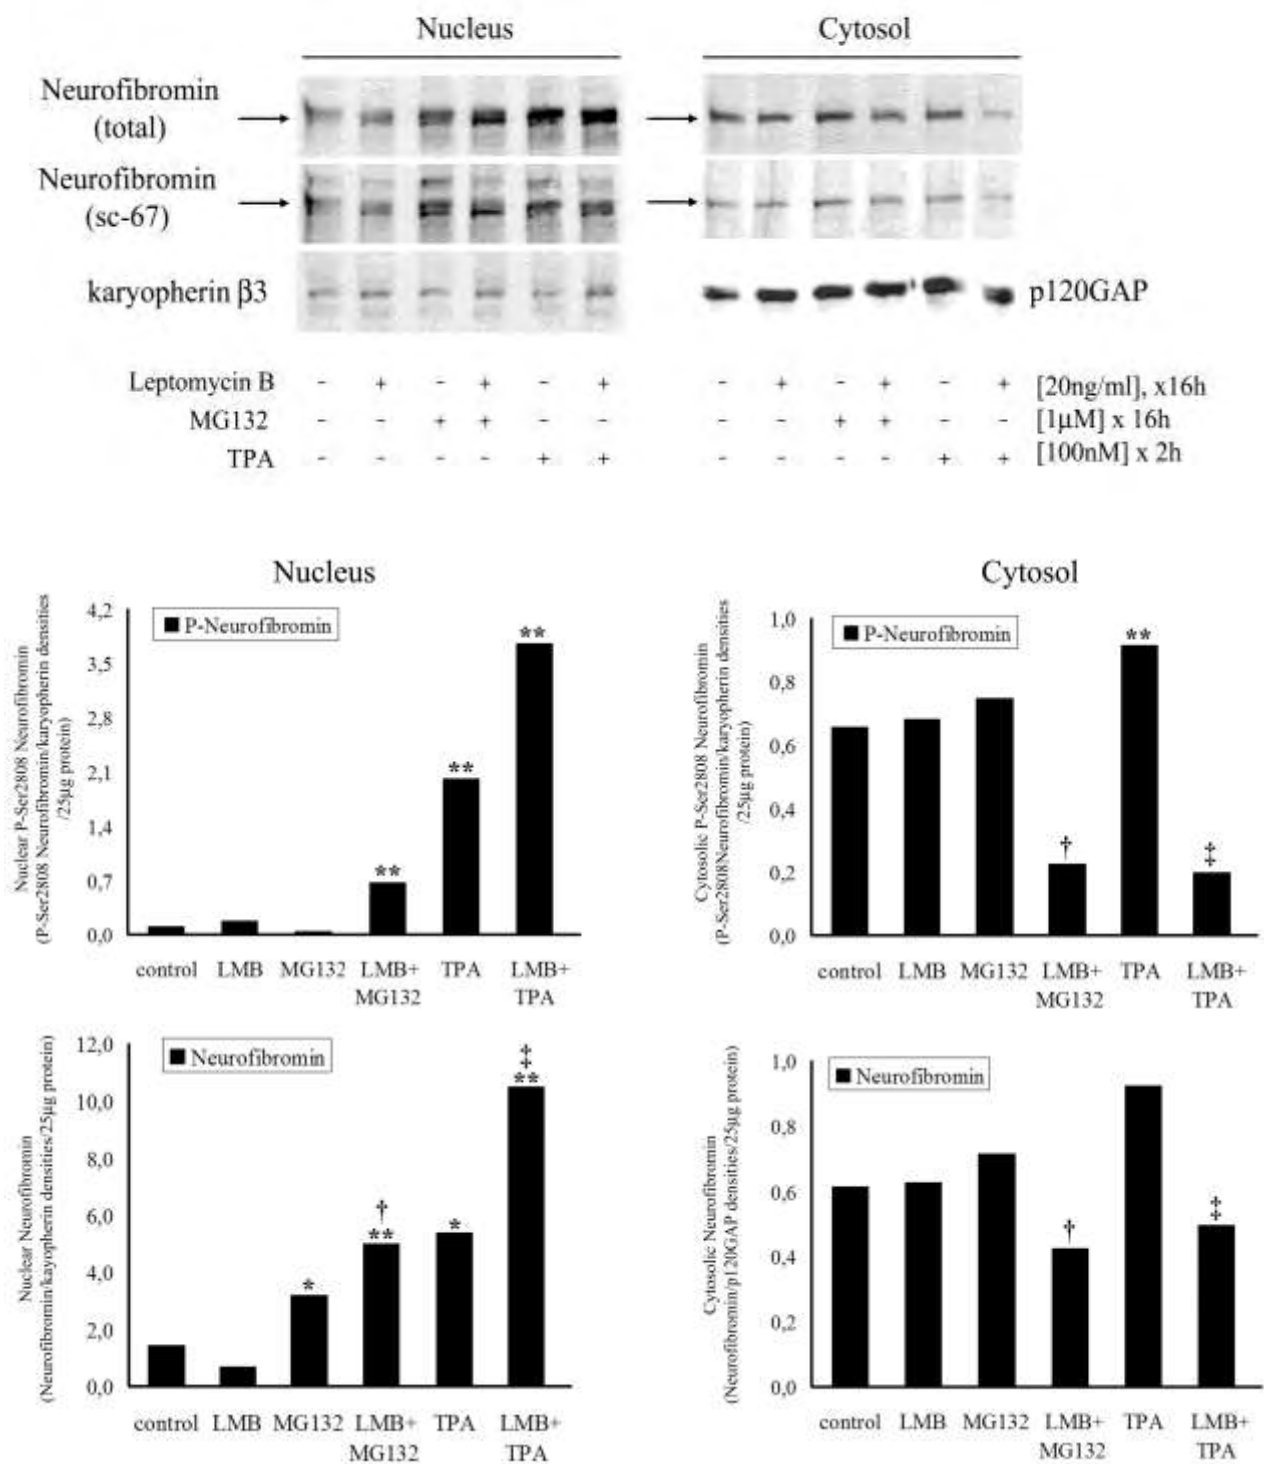 Nucleus
Cytosol
Neurofibromin
(total)
Neurofibromin
(sc-67)
karyopherin β3
p120GAP
Leptomycin B - + - + - + - + - + - + [20ng/ml], x16h
MG132 - - + + - - - - + + - - [1μM] x 16h
TPA - - - - + + - - - - + + [100nM] x 2h
Nucleus
Nuclear P-Ser2808 Neurofibromin
(P-Ser2808 Neurofibromin/karyopherin densities
/25μg protein)
4,2
3,5
2,8
2,1
1,4
0,7
0,0
P-Neurofibromin
**
**
**
control LMB MG132 LMB+ TPA LMB+
MG132 TPA
Cytosol
Cytosolic P-Ser2808 Neurofibromin
(P-Ser2808Neurofibromin/karyopherin densities
/25μg protein)
1,0
0,8
0,6
0,4
0,2
0,0
P-Neurofibromin
†
**
‡
control LMB MG132 LMB+ TPA LMB+
MG132 TPA
Nuclear Neurofibromin
(Neurofibromin/kayopherin densities/25μg protein)
12,0
10,0
8,0
6,0
4,0
2,0
0,0
Neurofibromin
*
†
**
*
‡
**
control LMB MG132 LMB+ TPA LMB+
MG132 TPA
Cytosolic Neurofibromin
(Neurofibromin/p120GAP densities/25μg protein)
1,0
0,8
0,6
0,4
0,2
0,0
Neurofibromin
†
‡
control LMB MG132 LMB+ TPA LMB+
MG132 TPA